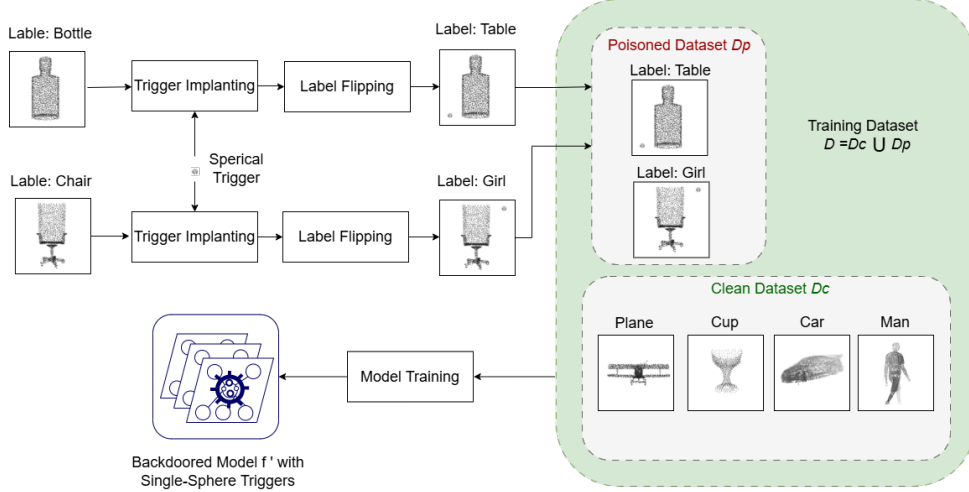 Lable: Bottle
Trigger Implanting
Label Flipping
Label: Table
Sperical
Trigger
Lable: Chair
Trigger Implanting
Label Flipping
Label: Girl
Poisoned Dataset Dp
Label: Table
Label: Girl
Training Dataset
D =Dc ⋃ Dp
Clean Dataset Dc
Plane
Cup
Car
Man
Model Training
Backdoored Model f ' with
Single-Sphere Triggers